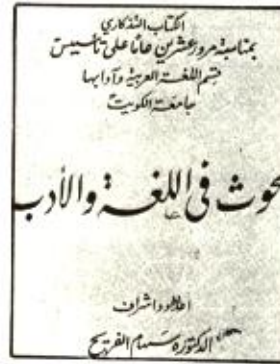 الكتاب التذكاري
بمناسبة مرور عشرين عامًا على تأسيس
قسم اللغة العربية وآدابها
جامعة الكويت
بحوث في اللغة والأدب
اعداد واشراف
الدكتورة سهام الفريح